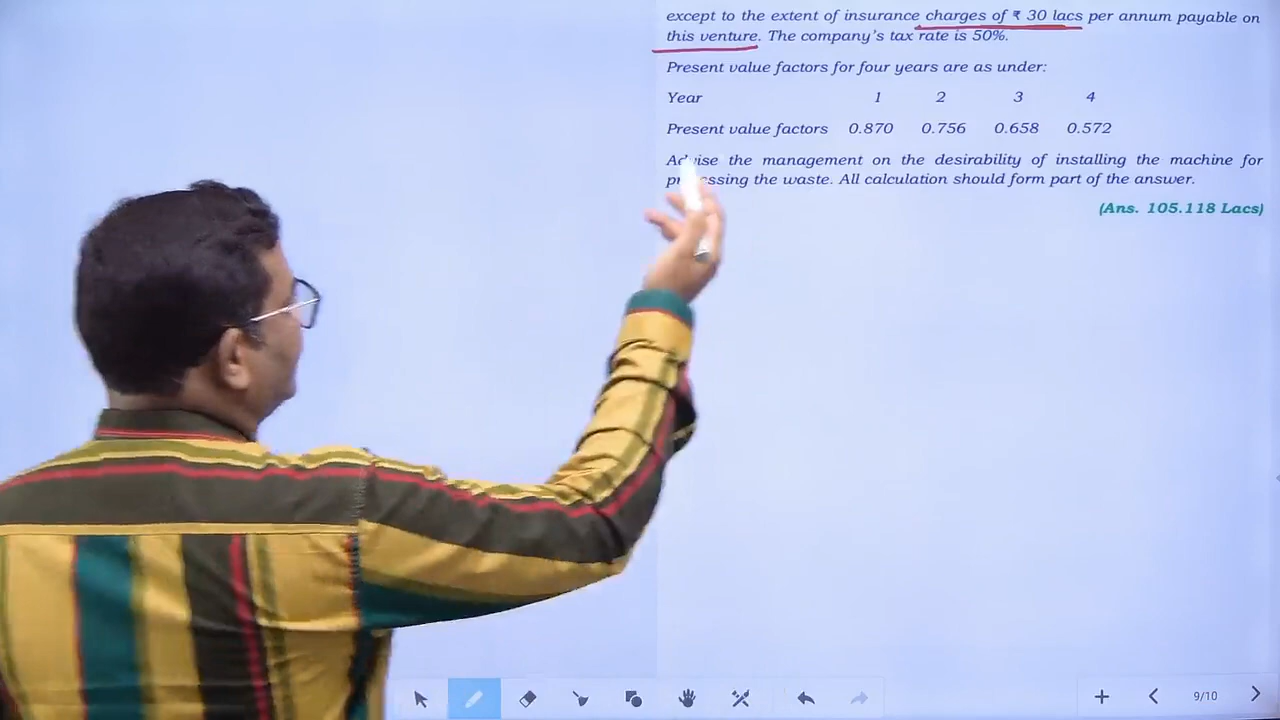 except to the extent of insurance charges of ₹ 30 lacs per annum payable on
this venture. The company's tax rate is 50%.
Present value factors for four years are as under:
Year 1 2 3 4
Present value factors 0.870 0.756 0.658 0.572
Advise the management on the desirability of installing the machine for
the waste. All calculation should form part of the answer.
(Ans. 105.118 Lacs)
9/10